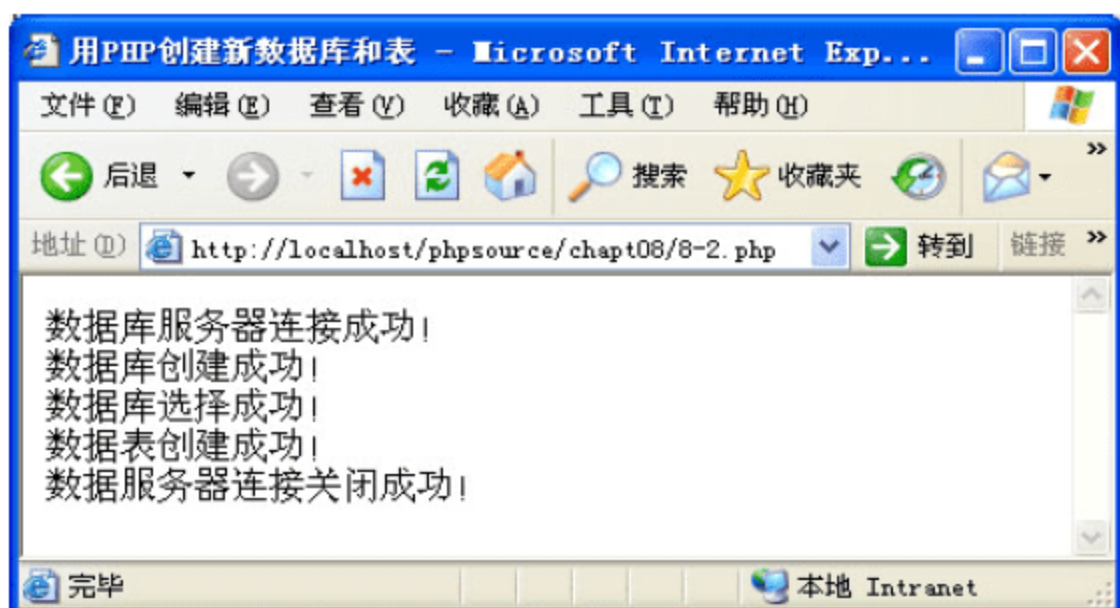 用PHP创建新数据库和表 - Microsoft Internet Exp...
文件(F) 编辑(E) 查看(V) 收藏(A) 工具(T) 帮助(H)
后退 搜索 收藏夹 »
地址(D) http://localhost/phpsource/chapt08/8-2.php 转到 链接 »
数据库服务器连接成功!
数据库创建成功!
数据库选择成功!
数据表创建成功!
数据服务器连接关闭成功!
完毕 本地 Intranet